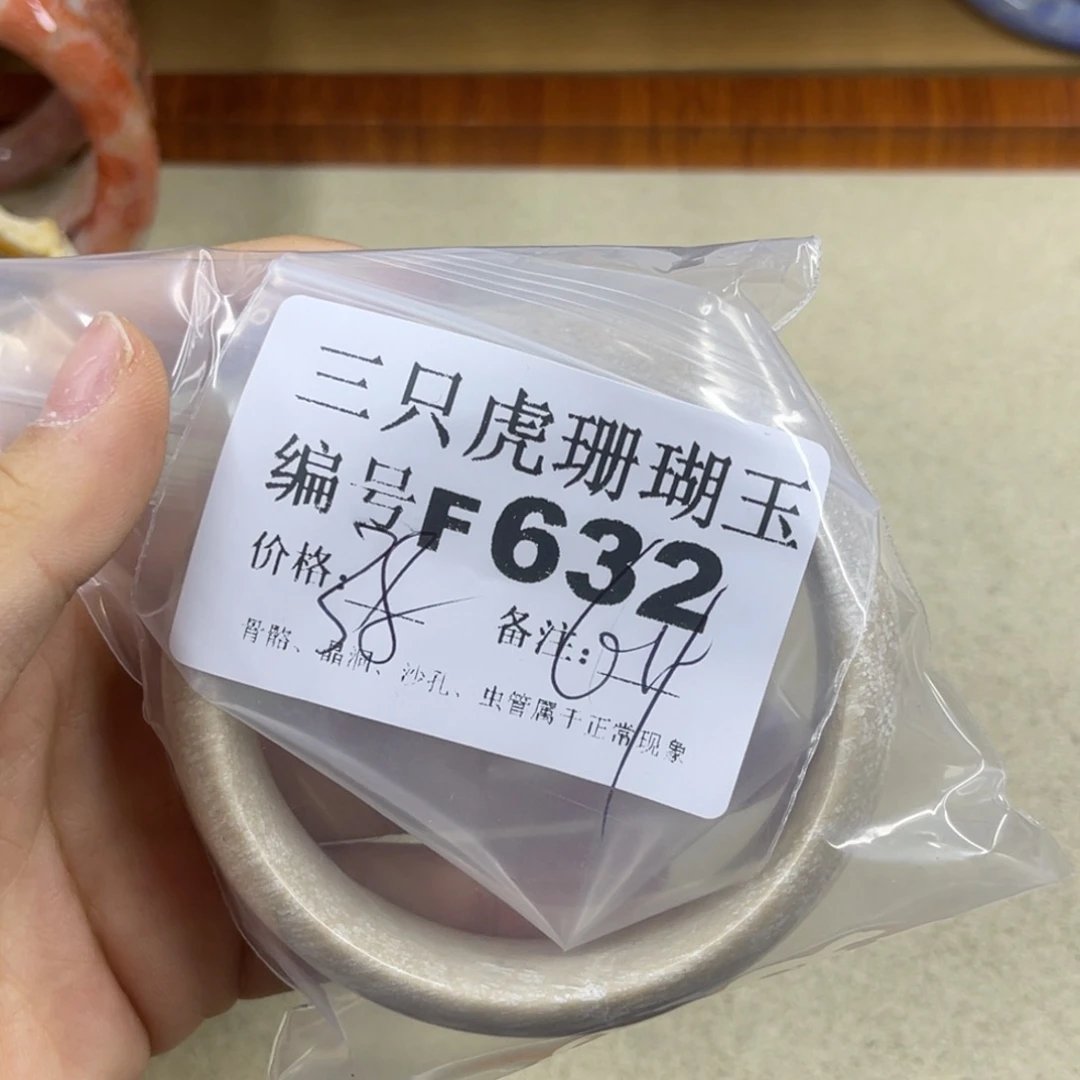 三只虎珊瑚玉
编号F632
价格: 58 备注: 64
骨骼、晶洞、沙孔、虫管属于正常现象